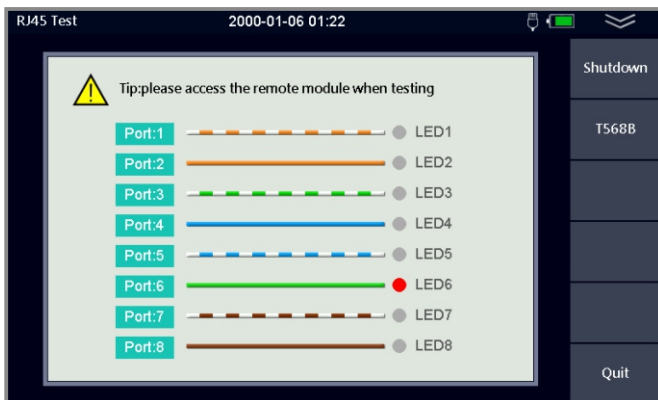 RJ45 Test 2000-01-06 01:22
Shutdown
Tip:please access the remote module when testing
T568B
Port:1 LED1
Port:2 LED2
Port:3 LED3
Port:4 LED4
Port:5 LED5
Port:6 LED6
Port:7 LED7
Port:8 LED8
Quit